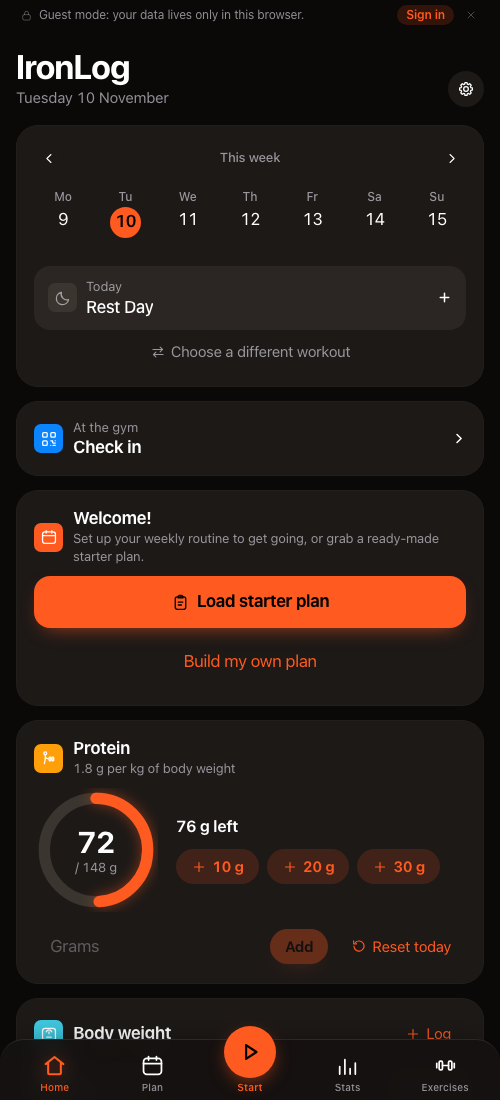 Guest mode: your data lives only in this browser.
Sign in
IronLog
Tuesday 10 November
This week
Mo Tu We Th Fr Sa Su
9 10 11 12 13 14 15
Today
Rest Day
Choose a different workout
At the gym
Check in
Welcome!
Set up your weekly routine to get going, or grab a ready-made
starter plan.
Load starter plan
Build my own plan
Protein
1.8 g per kg of body weight
72
/ 148 g
76 g left
+ 10 g + 20 g + 30 g
Grams
Add
Reset today
Body weight
+ Log
Home Plan Start Stats Exercises